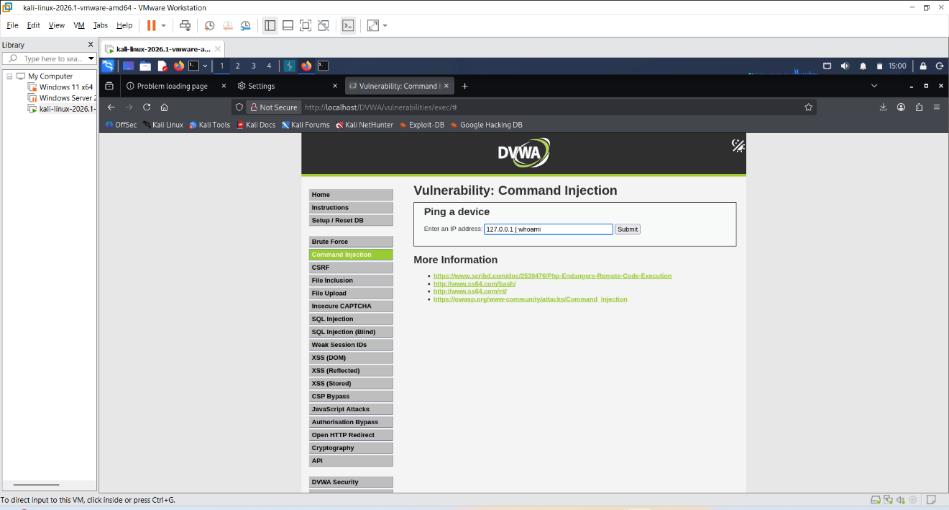 kali-linux-2026.1-vmware-amd64 - VMware Workstation
File Edit View VM Tabs Help
Library
Type here to sea...
My Computer
Windows 11 x64
Windows Server 2
kali-linux-2026.1-
kali-linux-2026.1-vmware-a...
1 2 3 4
15:00
Problem loading page
Settings
Vulnerability: Command I
Not Secure http://localhost/DVWA/vulnerabilities/exec/#
OffSec Kali Linux Kali Tools Kali Docs Kali Forums Kali NetHunter Exploit-DB Google Hacking DB
DVWA
Home
Instructions
Setup / Reset DB
Brute Force
Command Injection
CSRF
File Inclusion
File Upload
Insecure CAPTCHA
SQL Injection
SQL Injection (Blind)
Weak Session IDs
XSS (DOM)
XSS (Reflected)
XSS (Stored)
CSP Bypass
JavaScript Attacks
Authorisation Bypass
Open HTTP Redirect
Cryptography
API
DVWA Security
Vulnerability: Command Injection
Ping a device
Enter an IP address: 127.0.0.1 | whoami Submit
More Information
https://www.scribd.com/doc/2530476/Php-Endangers-Remote-Code-Execution
http://www.ss64.com/bash/
http://www.ss64.com/nt/
https://owasp.org/www-community/attacks/Command_Injection
To direct input to this VM, click inside or press Ctrl+G.